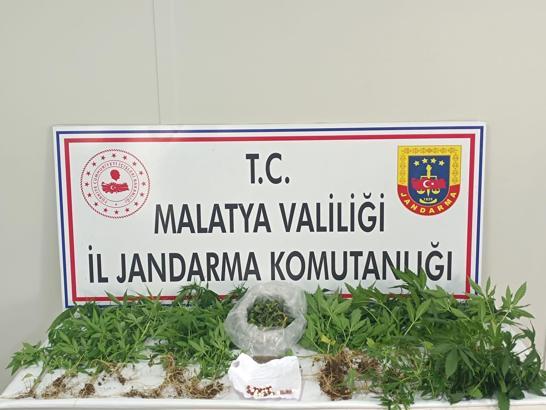 T.C.
MALATYA VALİLİĞİ
İL JANDARMA KOMUTANLIĞI
JANDARMA